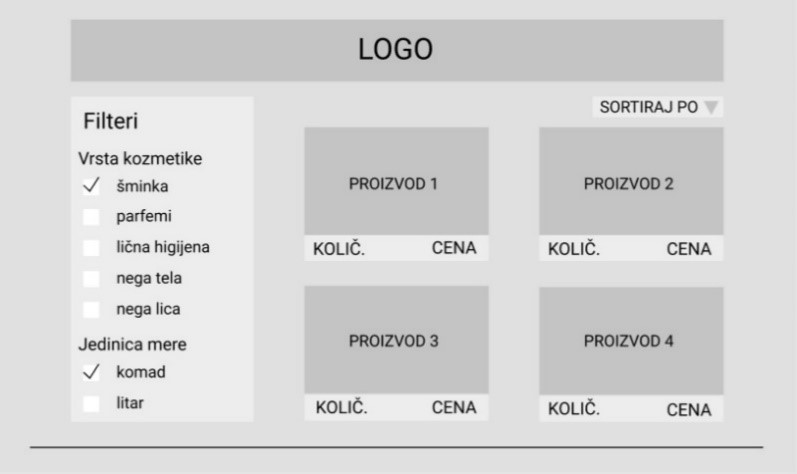 LOGO
Filteri
Vrsta kozmetike
šminka
parfemi
lična higijena
nega tela
nega lica
Jedinica mere
komad
litar
SORTIRAJ PO
PROIZVOD 1
KOLIČ. CENA
PROIZVOD 2
KOLIČ. CENA
PROIZVOD 3
KOLIČ. CENA
PROIZVOD 4
KOLIČ. CENA